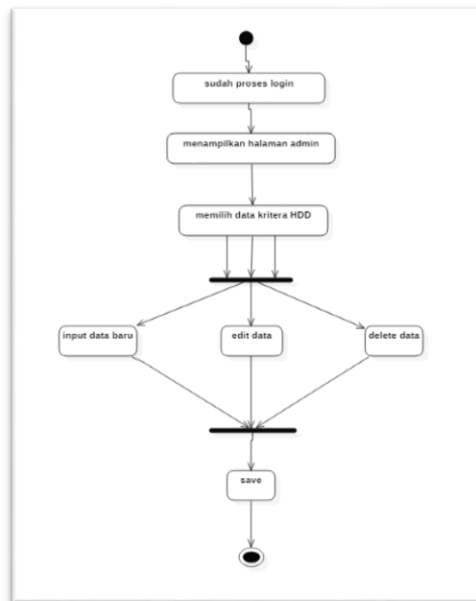 sudah proses login
menampilkan halaman admin
memilih data kritera HDD
input data baru
edit data
delete data
save